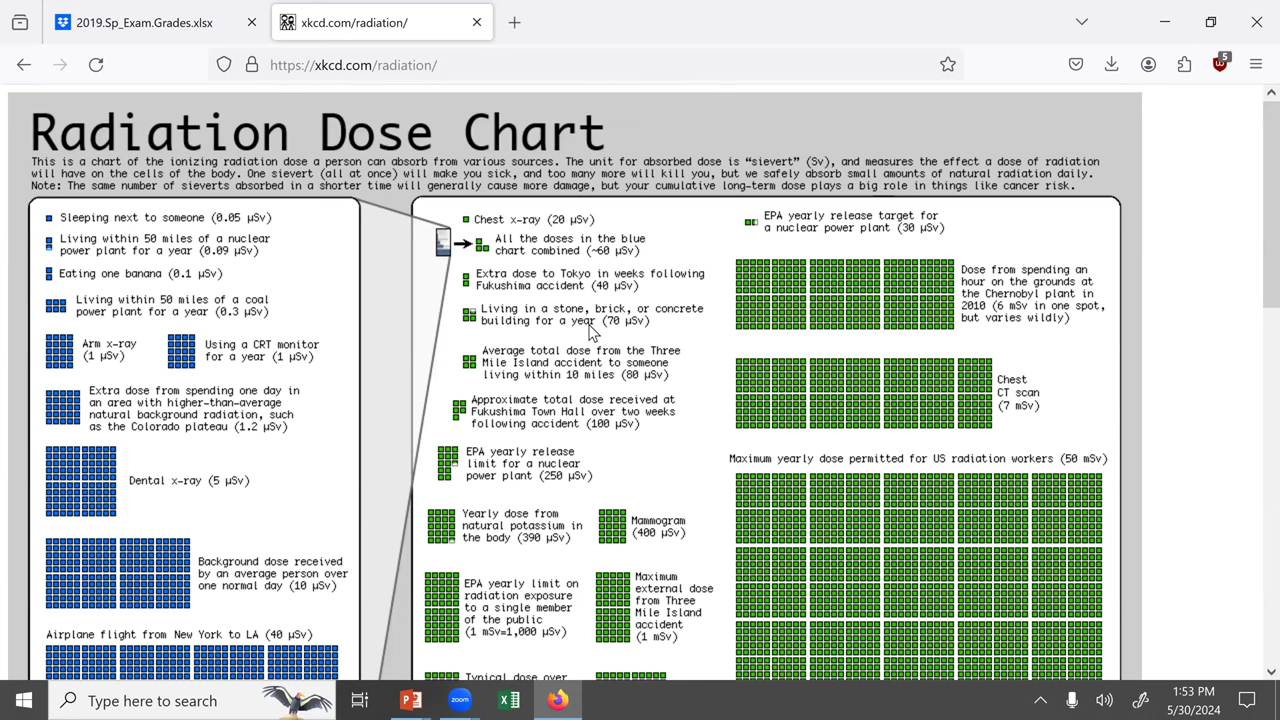 2019.Sp_Exam.Grades.xlsx
xkcd.com/radiation/
https://xkcd.com/radiation/
5
Radiation Dose Chart
This is a chart of the ionizing radiation dose a person can absorb from various sources. The unit for absorbed dose is “sievert” (Sv), and measures the effect a dose of radiation
will have on the cells of the body. One sievert (all at once) will make you sick, and too many more will kill you, but we safely absorb small amounts of natural radiation daily.
Note: The same number of sieverts absorbed in a shorter time will generally cause more damage, but your cumulative long-term dose plays a big role in things like cancer risk.
Sleeping next to someone (0.05 μSv)
Living within 50 miles of a nuclear
power plant for a year (0.09 μSv)
Eating one banana (0.1 μSv)
Living within 50 miles of a coal
power plant for a year (0.3 μSv)
Arm x-ray
(1 μSv)
Using a CRT monitor
for a year (1 μSv)
Extra dose from spending one day in
an area with higher-than-average
natural background radiation, such
as the Colorado plateau (1.2 μSv)
Dental x-ray (5 μSv)
Background dose received
by an average person over
one normal day (10 μSv)
Airplane flight from New York to LA (40 μSv)
Chest x-ray (20 μSv)
All the doses in the blue
chart combined (~60 μSv)
Extra dose to Tokyo in weeks following
Fukushima accident (40 μSv)
Living in a stone, brick, or concrete
building for a year (70 μSv)
Average total dose from the Three
Mile Island accident to someone
living within 10 miles (80 μSv)
Approximate total dose received at
Fukushima Town Hall over two weeks
following accident (100 μSv)
EPA yearly release
limit for a nuclear
power plant (250 μSv)
Yearly dose from
natural potassium in
the body (390 μSv)
Mammogram
(400 μSv)
EPA yearly limit on
radiation exposure
to a single member
of the public
(1 mSv=1,000 μSv)
Maximum
external dose
from Three
Mile Island
accident
(1 mSv)
Typical dose over
EPA yearly release target for
a nuclear power plant (30 μSv)
Dose from spending an
hour on the grounds at
the Chernobyl plant in
2010 (6 mSv in one spot,
but varies wildly)
Chest
CT scan
(7 mSv)
Maximum yearly dose permitted for US radiation workers (50 mSv)
Type here to search
P
zoom
X
1:53 PM
5/30/2024